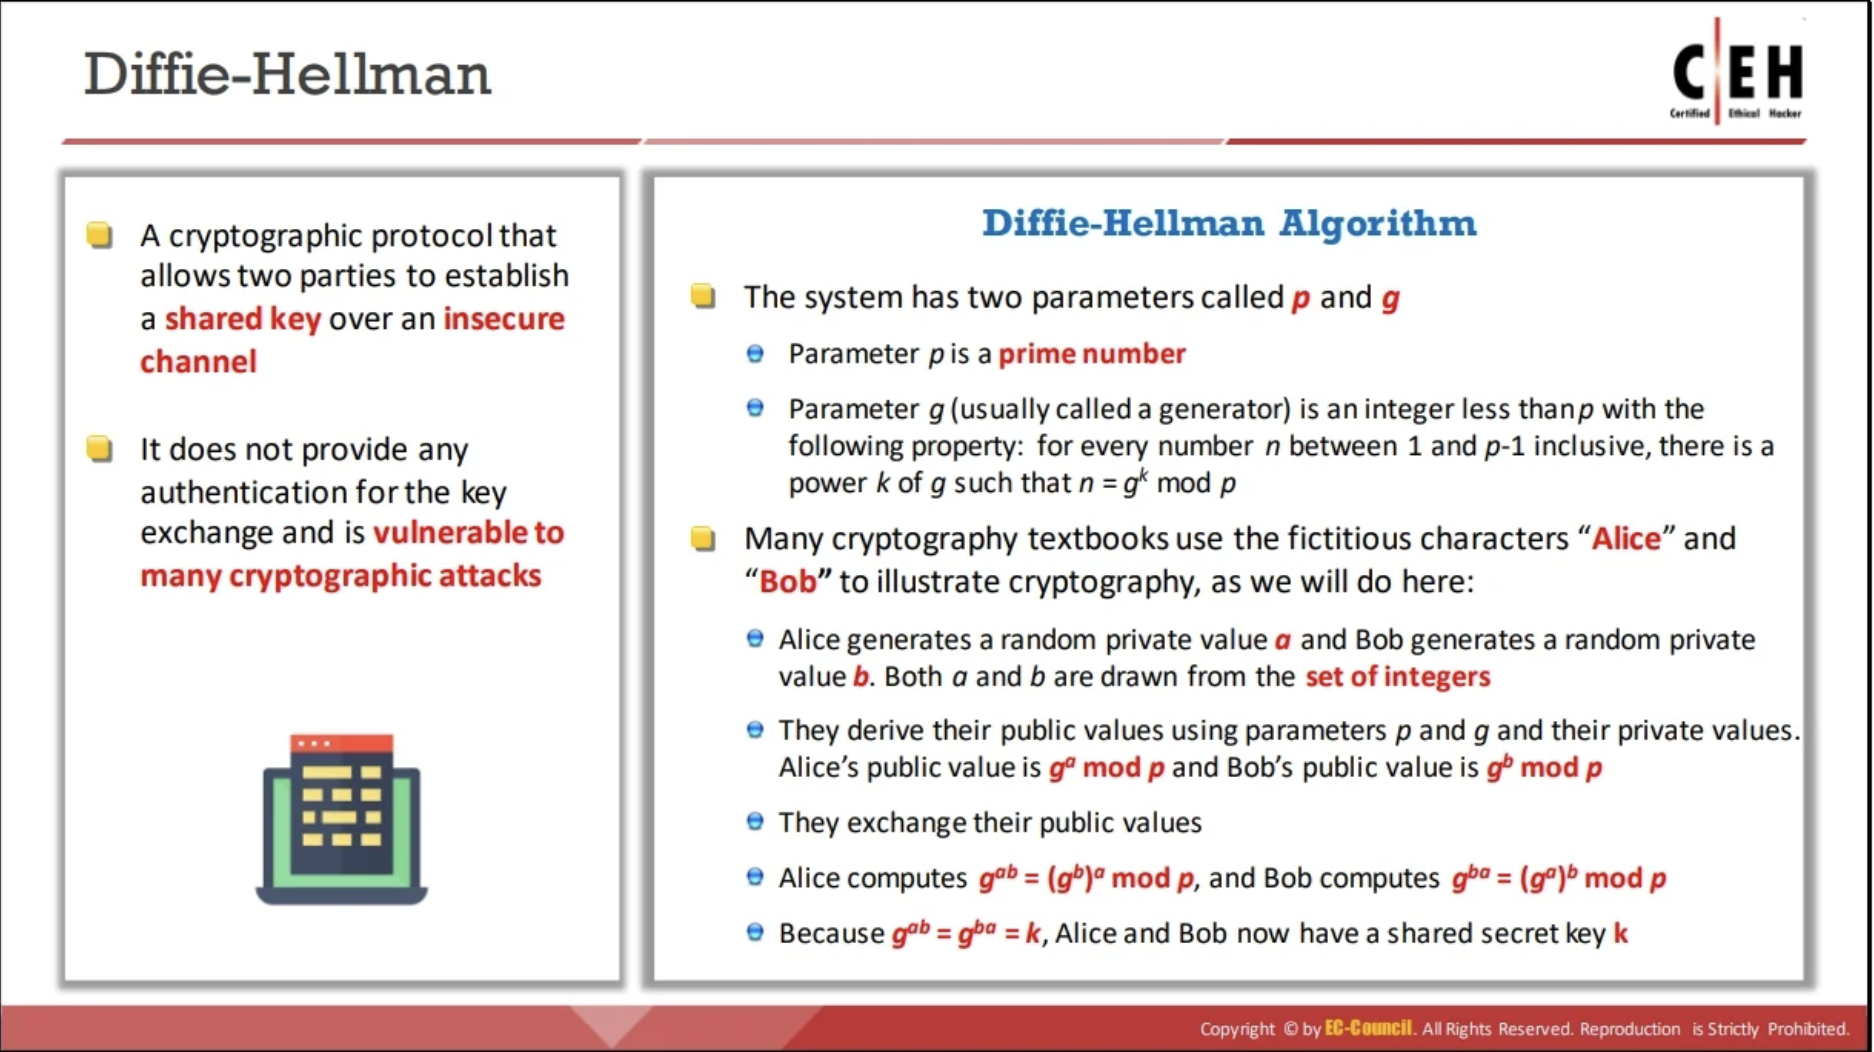 Diffie-Hellman
C|EH
Certified Ethical Hacker
A cryptographic protocol that
allows two parties to establish
a shared key over an insecure
channel
It does not provide any
authentication for the key
exchange and is vulnerable to
many cryptographic attacks
Diffie-Hellman Algorithm
The system has two parameters called p and g
Parameter p is a prime number
Parameter g (usually called a generator) is an integer less than p with the
following property: for every number n between 1 and p-1 inclusive, there is a
power k of g such that n = g^k mod p
Many cryptography textbooks use the fictitious characters “Alice” and
“Bob” to illustrate cryptography, as we will do here:
Alice generates a random private value a and Bob generates a random private
value b. Both a and b are drawn from the set of integers
They derive their public values using parameters p and g and their private values.
Alice’s public value is g^a mod p and Bob’s public value is g^b mod p
They exchange their public values
Alice computes g^ab = (g^b)^a mod p, and Bob computes g^ba = (g^a)^b mod p
Because g^ab = g^ba = k, Alice and Bob now have a shared secret key k
Copyright © by EC-Council. All Rights Reserved. Reproduction is Strictly Prohibited.